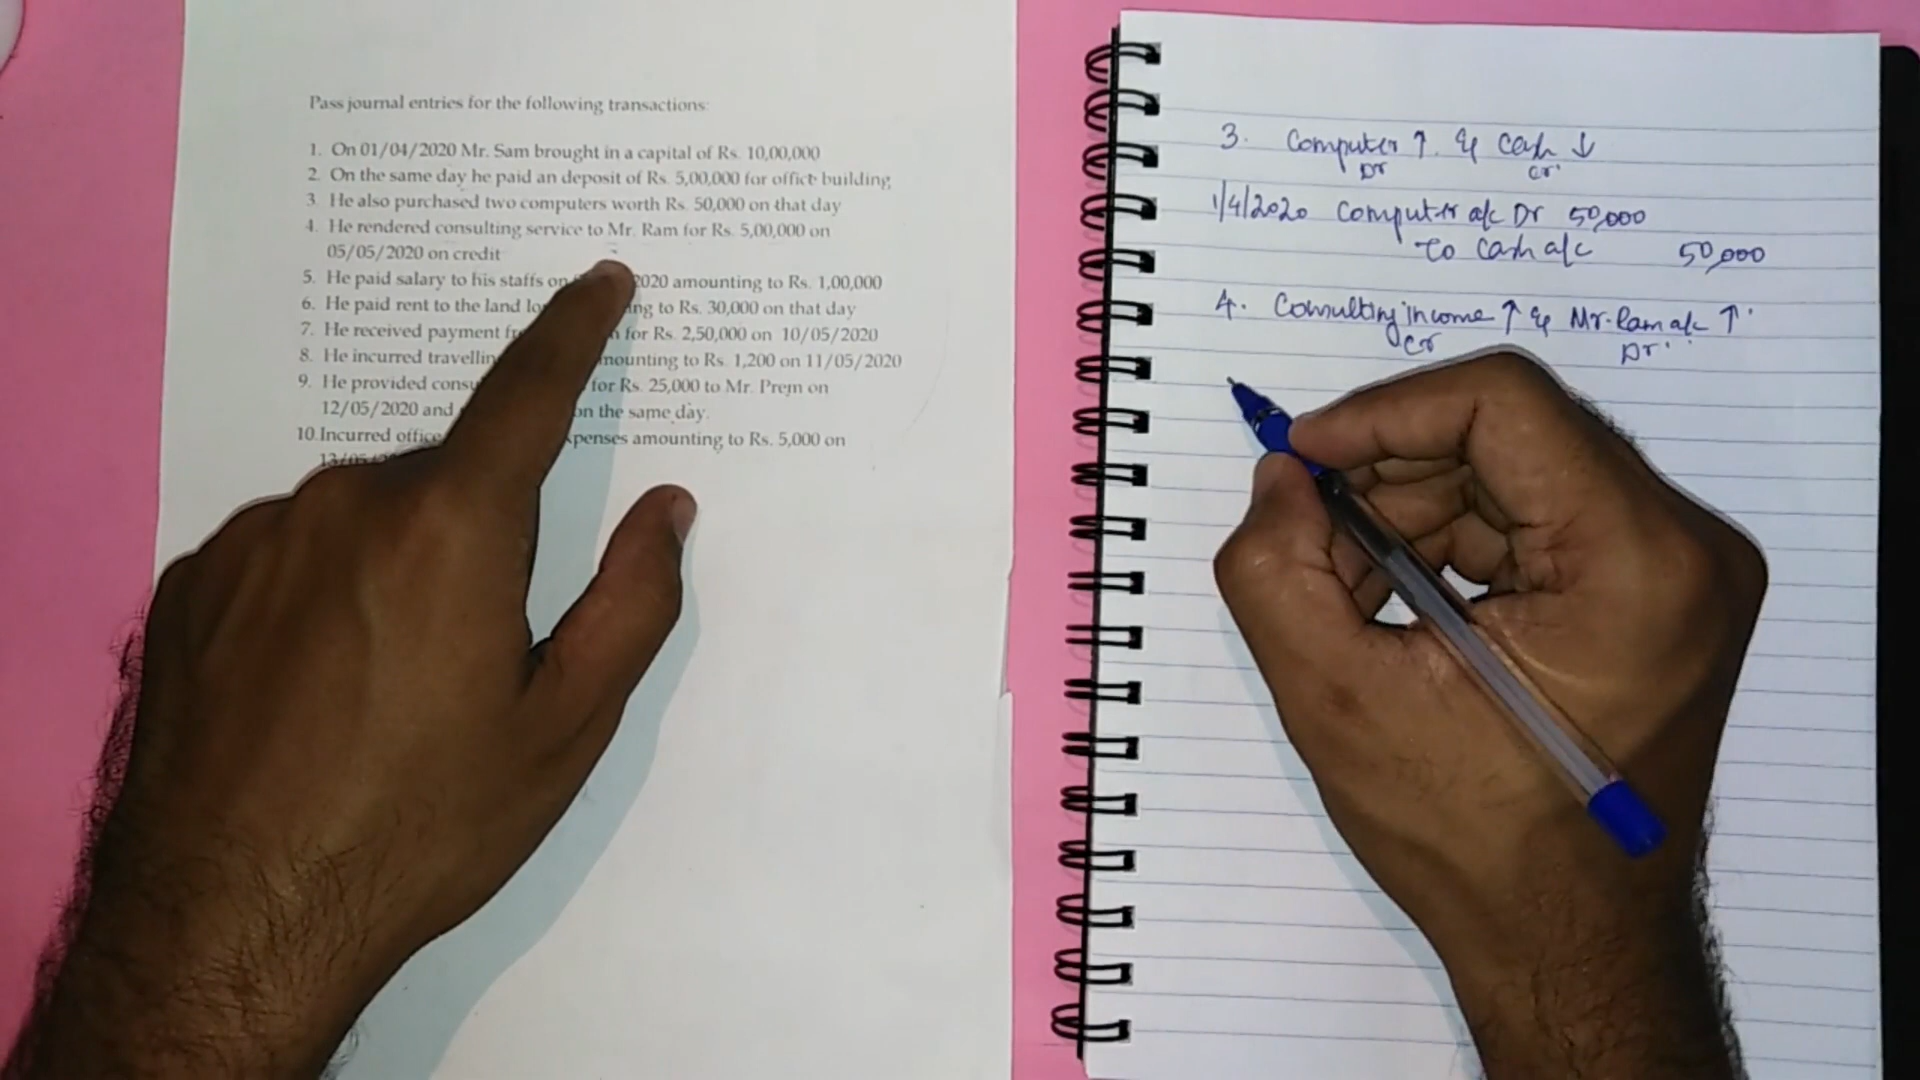 Pass journal entries for the following transactions:
1. On 01/04/2020 Mr. Sam brought in a capital of Rs. 10,00,000
2. On the same day he paid an deposit of Rs. 5,00,000 for office building
3. He also purchased two computers worth Rs. 50,000 on that day
4. He rendered consulting service to Mr. Ram for Rs. 5,00,000 on
05/05/2020 on credit
5. He paid salary to his staffs on 2020 amounting to Rs. 1,00,000
6. He paid rent to the land to Rs. 30,000 on that day
7. He received payment for Rs. 2,50,000 on 10/05/2020
8. He incurred to Rs. 1,200 on 11/05/2020
9. He provided for Rs. 25,000 to Mr. Prem on
12/05/2020 and on the same day.
10. Incurred office amounting to Rs. 5,000 on
3. Computer ↑ & Cash ↓
Dr Cr
1/4/2020 Computer a/c Dr 50,000
To Cash a/c 50,000
4. Consulting income ↑ & Mr. Ram a/c ↑
Cr Dr